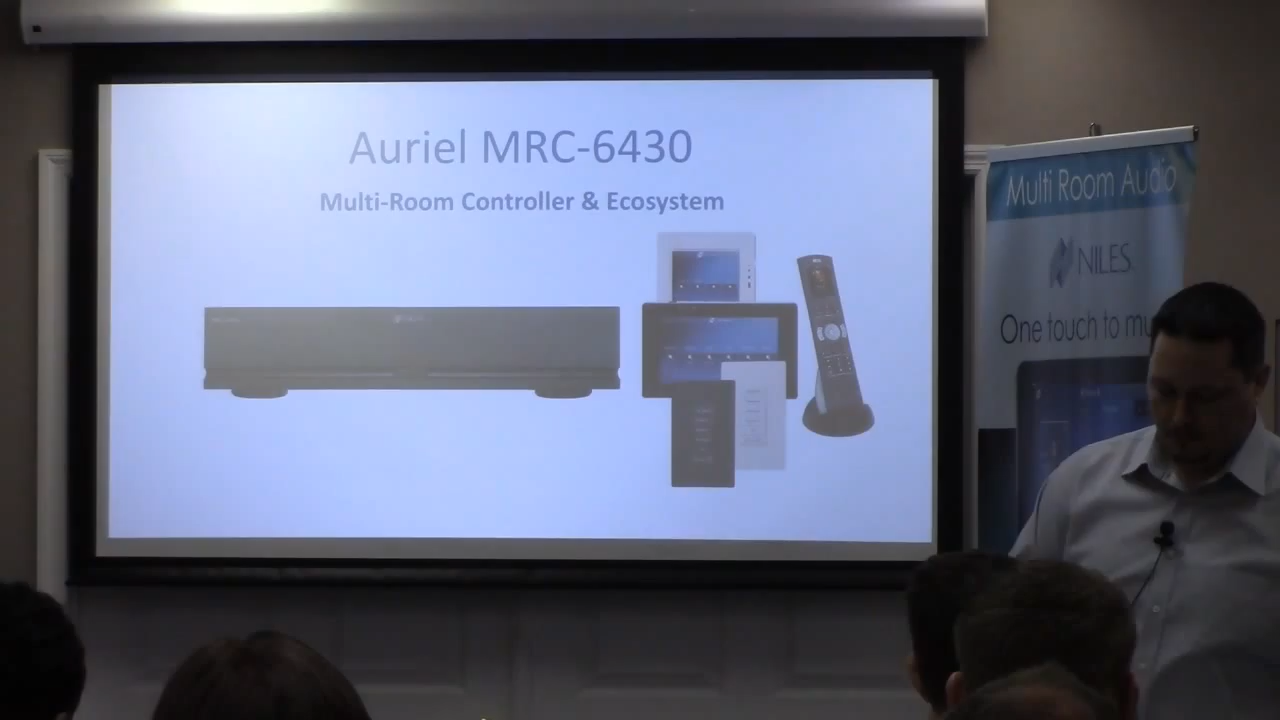 Auriel MRC-6430
Multi-Room Controller & Ecosystem
Multi Room Audio
NILES
One touch to mu